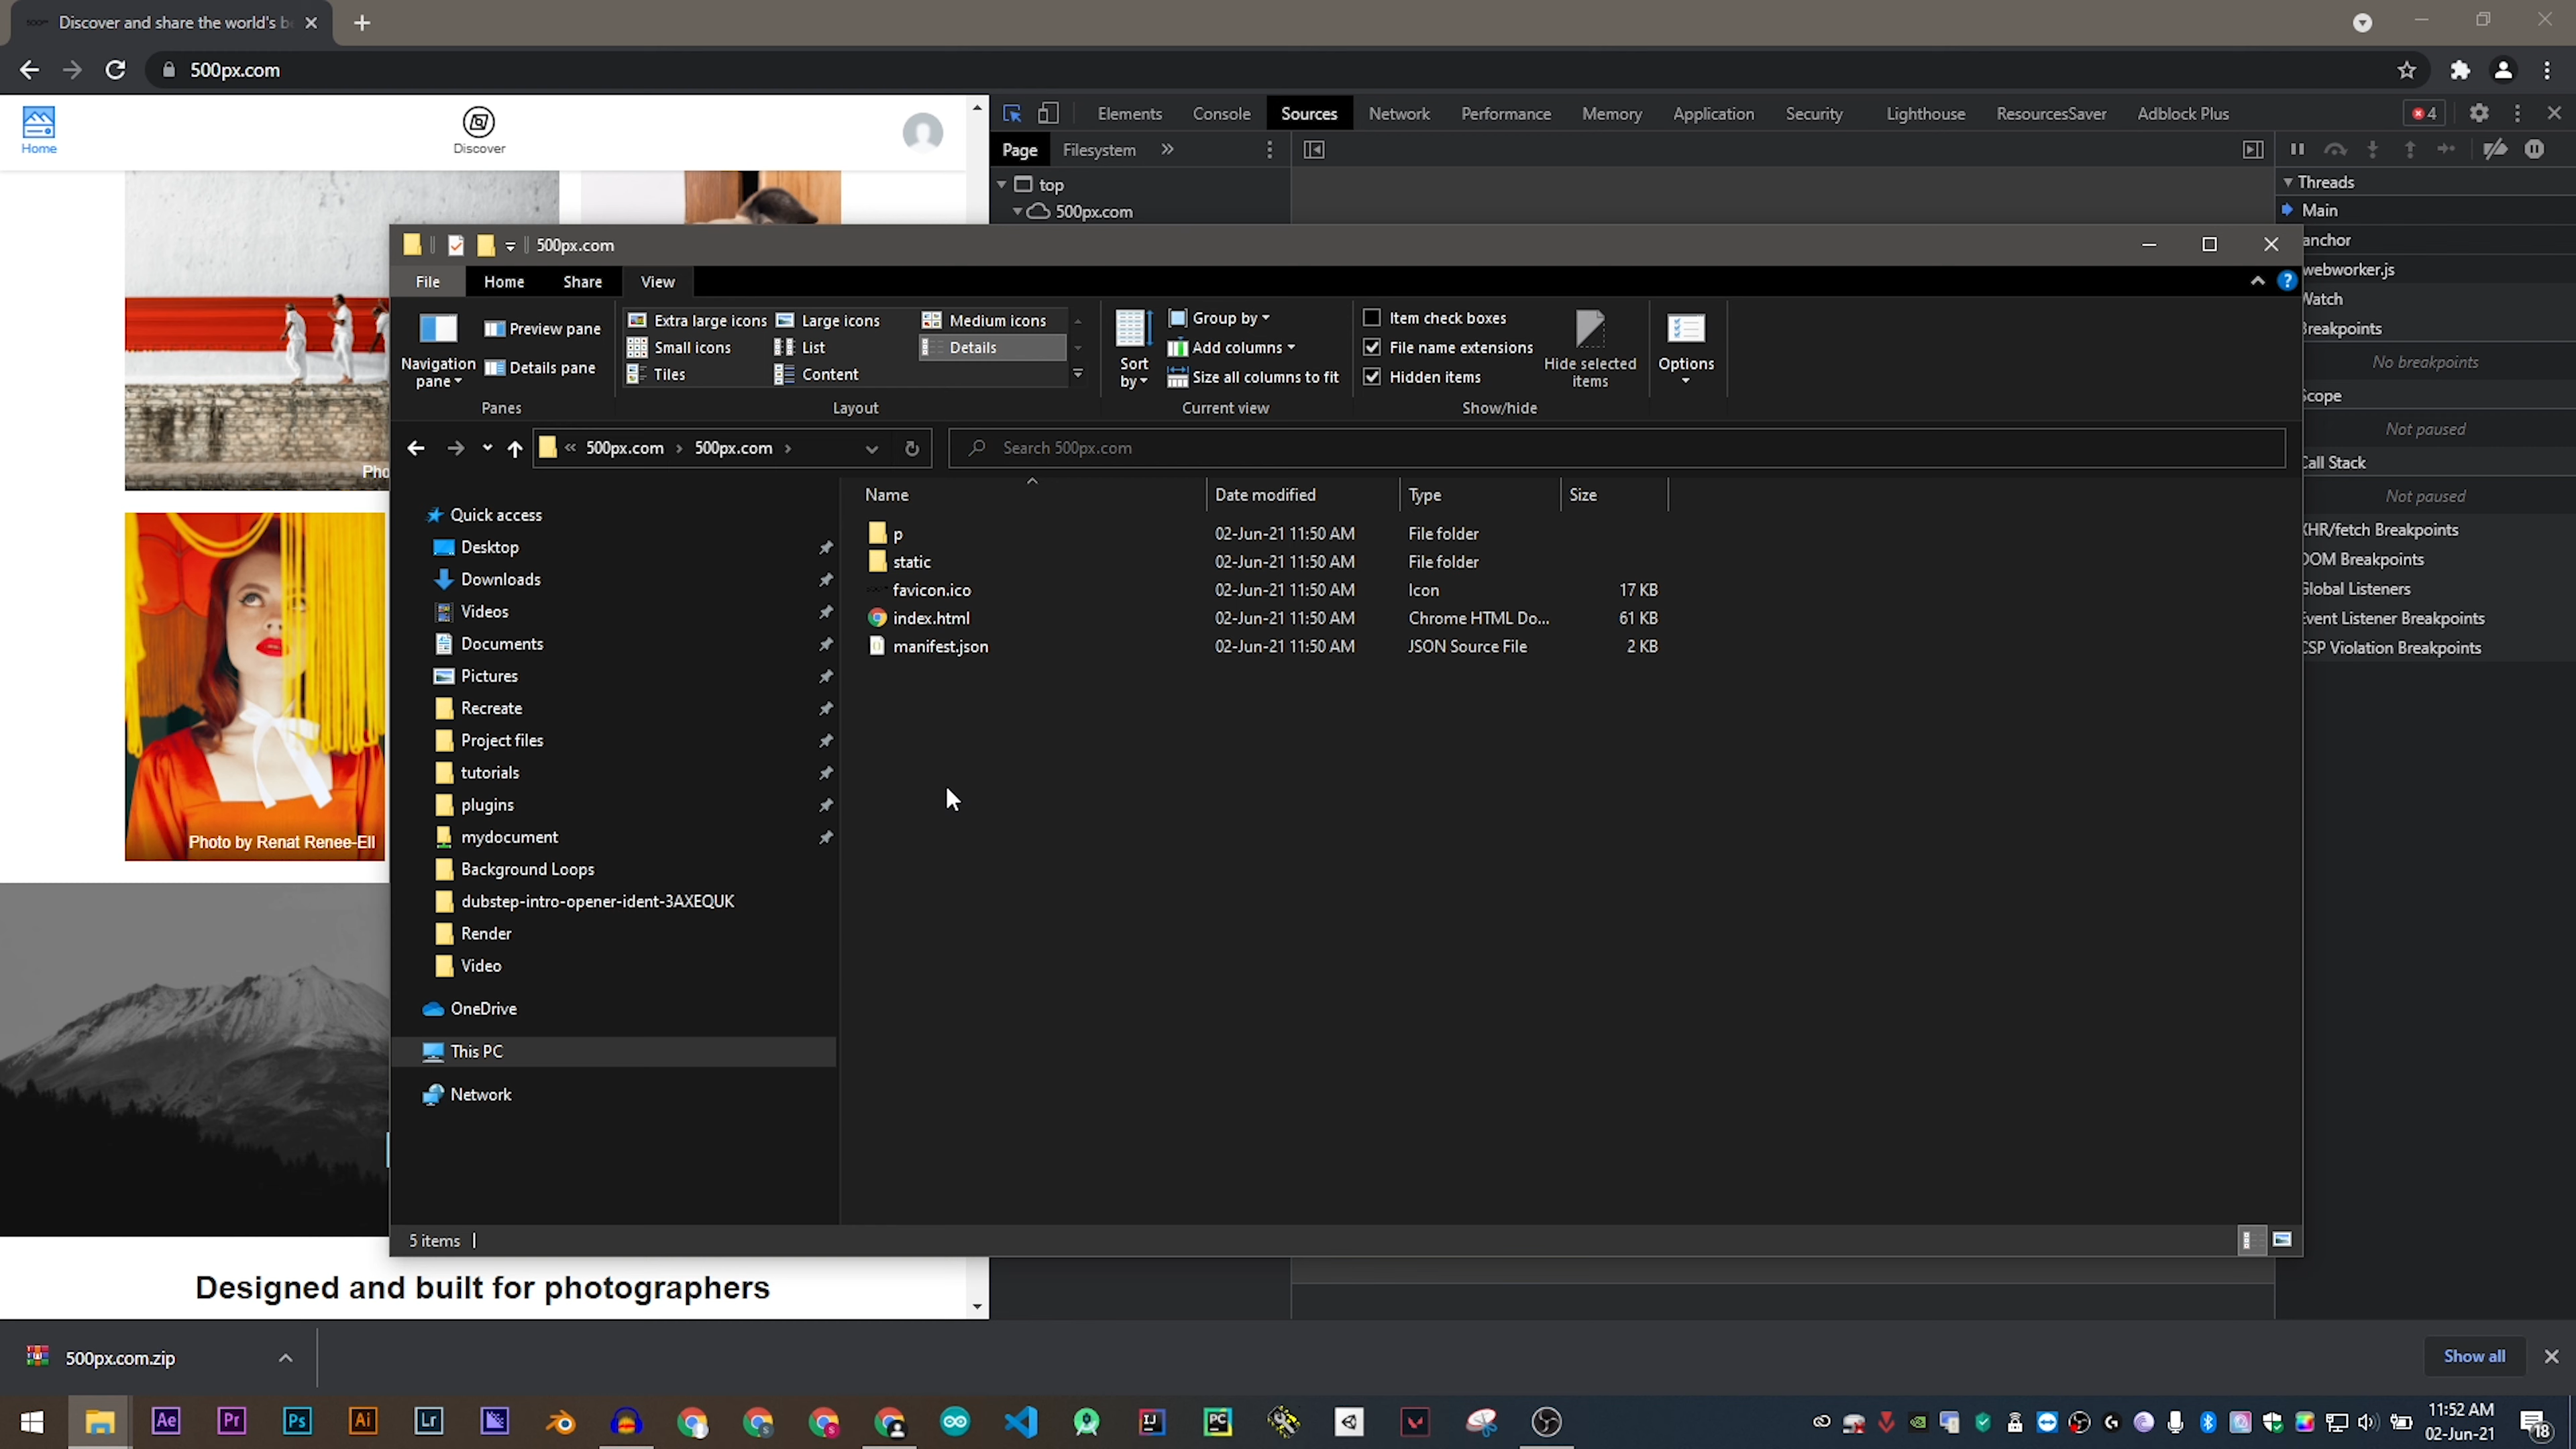 Discover and share the world's b
500px.com
Home
Discover
Elements
Console
Sources
Network
Performance
Memory
Application
Security
Lighthouse
ResourcesSaver
Adblock Plus
4
Page
Filesystem
top
500px.com
Threads
Main
anchor
webworker.js
Watch
Breakpoints
No breakpoints
Scope
Not paused
Call Stack
Not paused
XHR/fetch Breakpoints
DOM Breakpoints
Global Listeners
Event Listener Breakpoints
CSP Violation Breakpoints
Pho
Photo by Renat Renee-Ell
500px.com
File
Home
Share
View
Navigation pane
Preview pane
Details pane
Panes
Extra large icons
Large icons
Medium icons
Small icons
List
Details
Tiles
Content
Layout
Sort by
Group by
Add columns
Size all columns to fit
Current view
Item check boxes
File name extensions
Hidden items
Hide selected items
Show/hide
Options
« 500px.com › 500px.com ›
Search 500px.com
Quick access
Desktop
Downloads
Videos
Documents
Pictures
Recreate
Project files
tutorials
plugins
mydocument
Background Loops
dubstep-intro-opener-ident-3AXEQUK
Render
Video
OneDrive
This PC
Network
Name Date modified Type Size
p 02-Jun-21 11:50 AM File folder
static 02-Jun-21 11:50 AM File folder
favicon.ico 02-Jun-21 11:50 AM Icon 17 KB
index.html 02-Jun-21 11:50 AM Chrome HTML Do... 61 KB
manifest.json 02-Jun-21 11:50 AM JSON Source File 2 KB
5 items
Designed and built for photographers
500px.com.zip
Show all
Ae
Pr
Ps
Ai
Lr
IJ
PC
11:52 AM
02-Jun-21
18